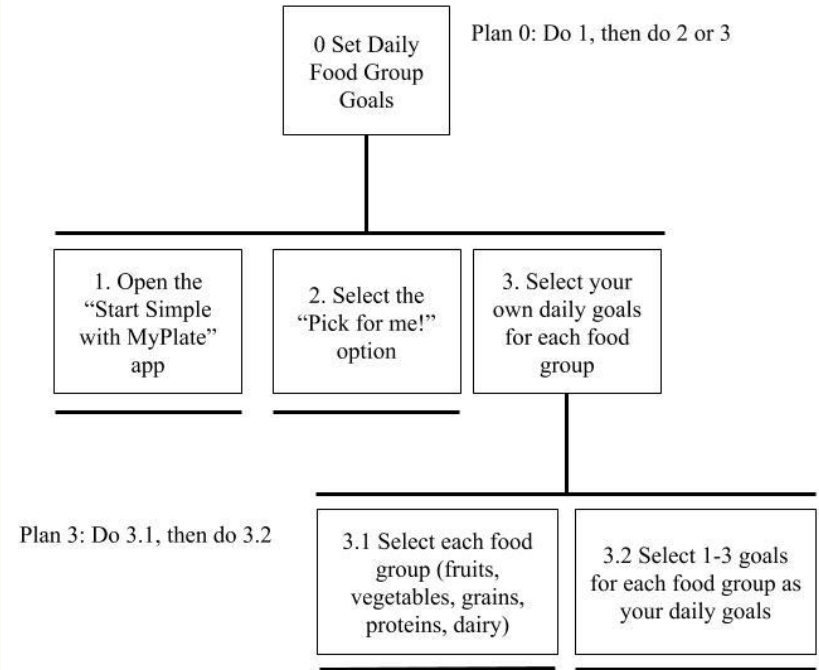 0 Set Daily
Food Group
Goals
Plan 0: Do 1, then do 2 or 3
1. Open the
“Start Simple
with MyPlate”
app
2. Select the
“Pick for me!”
option
3. Select your
own daily goals
for each food
group
Plan 3: Do 3.1, then do 3.2
3.1 Select each food
group (fruits,
vegetables, grains,
proteins, dairy)
3.2 Select 1-3 goals
for each food group as
your daily goals